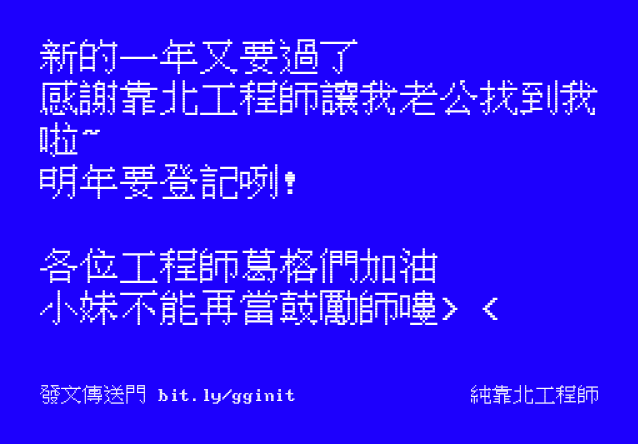 新的一年又要過了
感謝靠北工程師讓我老公找到我
啦~
明年要登記咧!
各位工程師葛格們加油
小妹不能再當鼓勵師嘍> <
發文傳送門 bit.ly/gginit
純靠北工程師